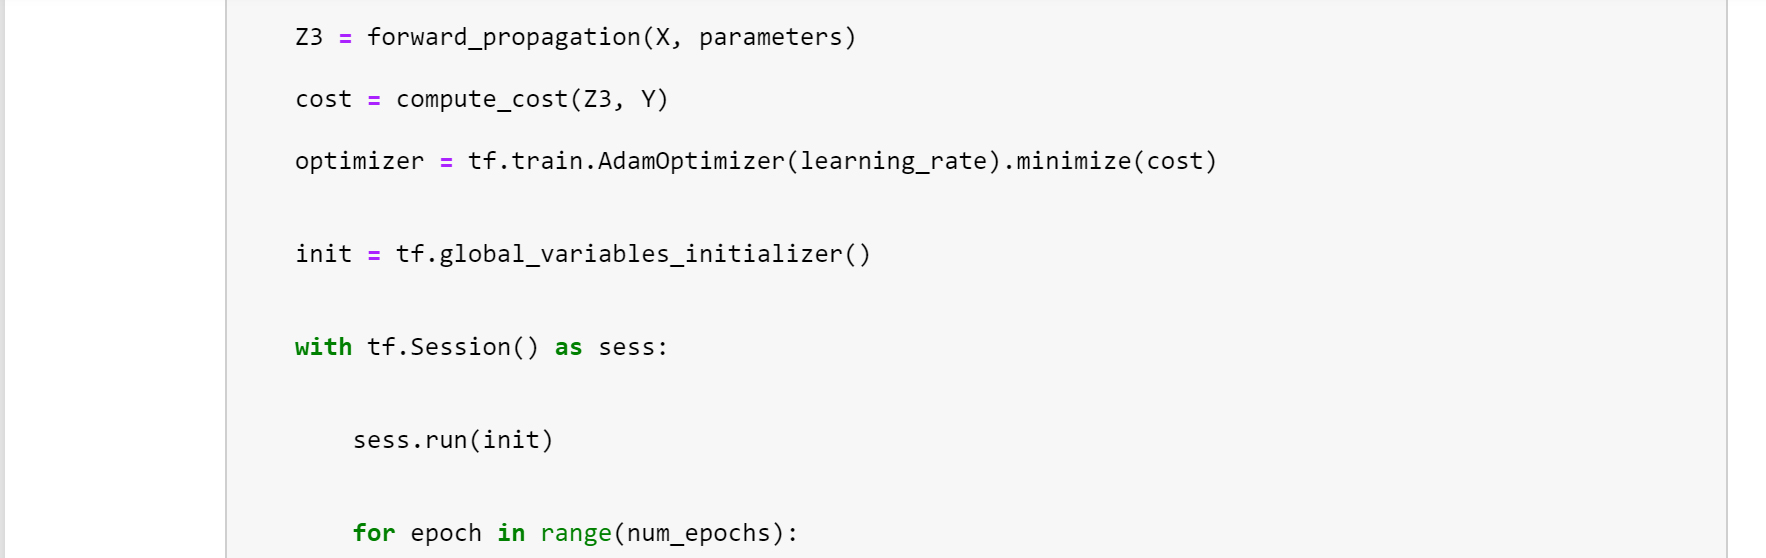 Z3 = forward_propagation(X, parameters)
cost = compute_cost(Z3, Y)
optimizer = tf.train.AdamOptimizer(learning_rate).minimize(cost)
init = tf.global_variables_initializer()
with tf.Session() as sess:
sess.run(init)
for epoch in range(num_epochs):